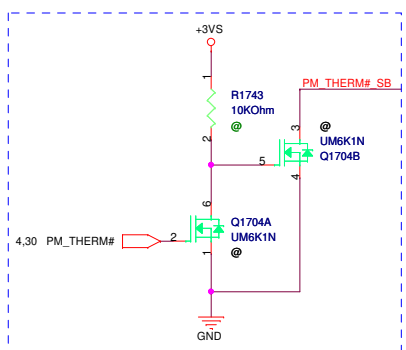 +3VS
1
R1743
10KOhm
@
2
PM_THERM#_SB
3
@
UM6K1N
Q1704B
5
4
6
Q1704A
UM6K1N
@
4,30 PM_THERM#
2
1
GND